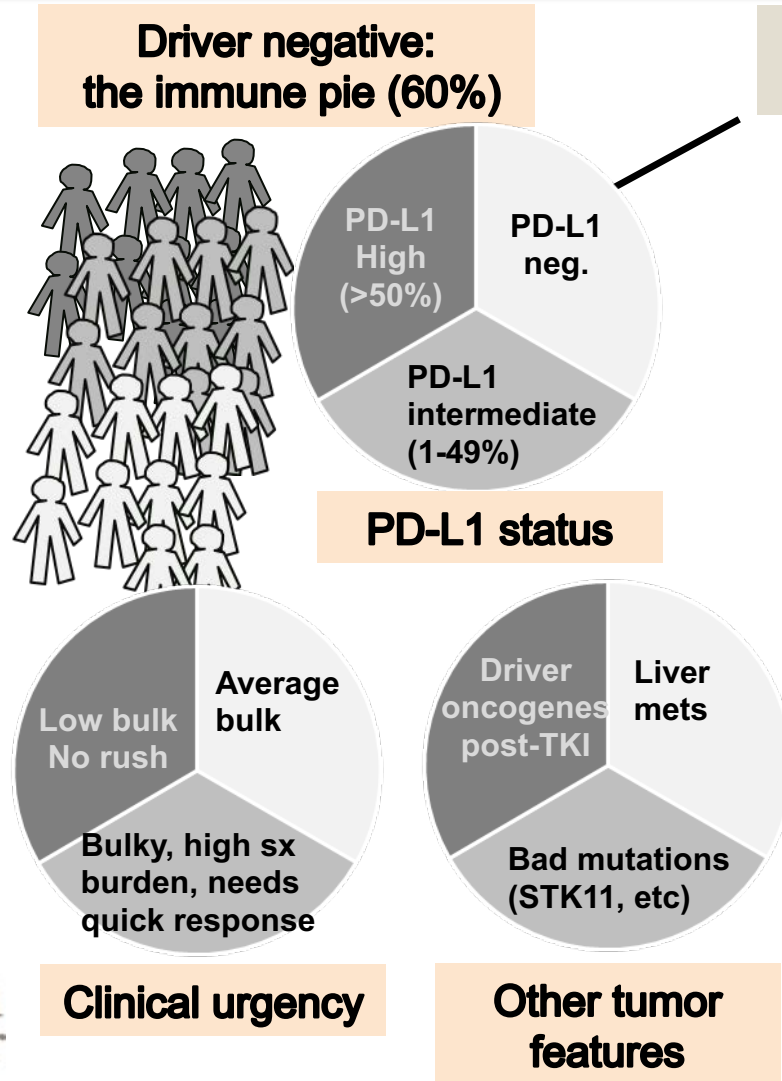 Driver negative:
the immune pie (60%)
PD-L1
High
(>50%)
PD-L1
neg.
PD-L1
intermediate
(1-49%)
PD-L1 status
Low bulk
No rush
Average
bulk
Bulky, high sx
burden, needs
quick response
Clinical urgency
Driver
oncogenes
post-TKI
Liver
mets
Bad mutations
(STK11, etc)
Other tumor
features